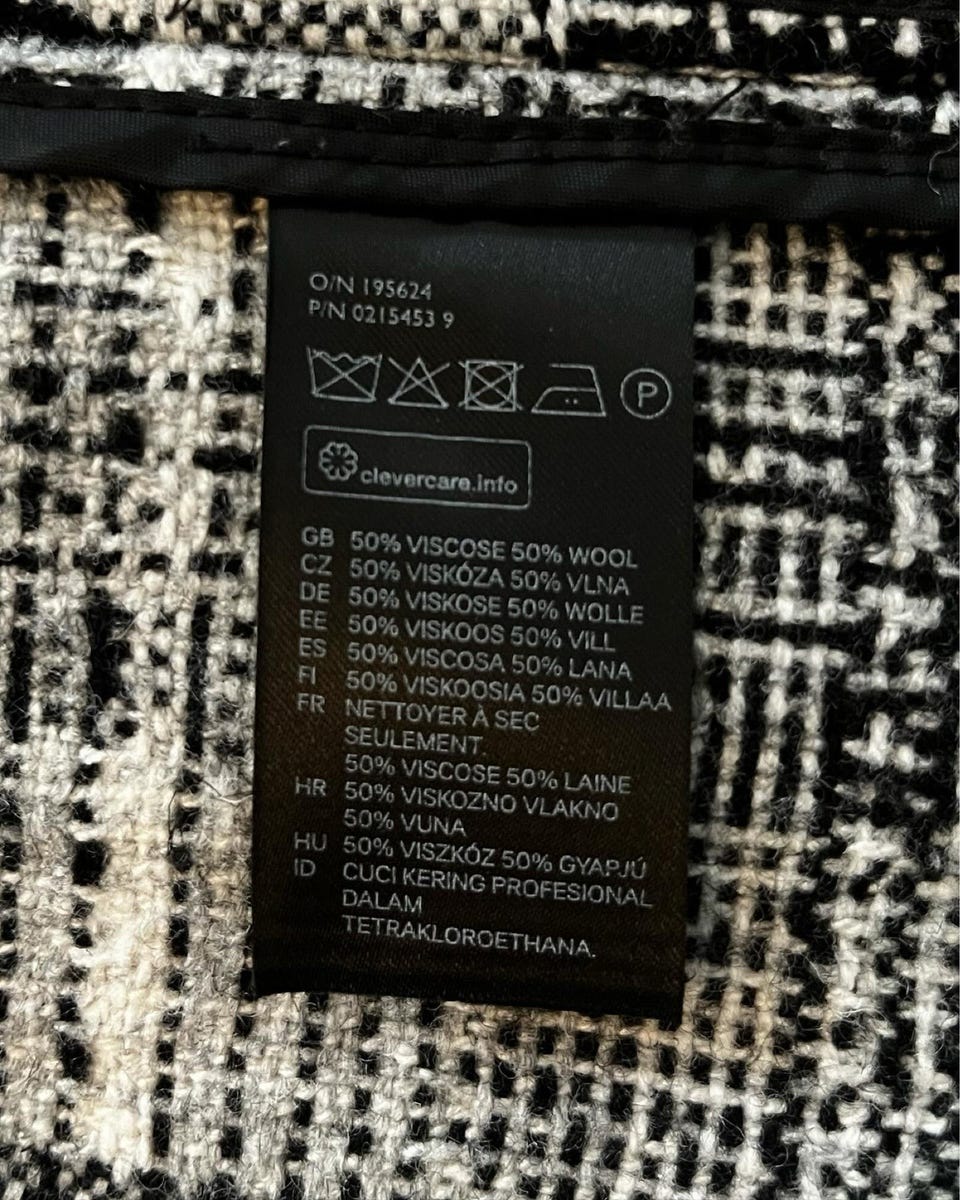 O/N 195624
P/N 0215453 9
P
clevercare.info
GB 50% VISCOSE 50% WOOL
CZ 50% VISKÓZA 50% VLNA
DE 50% VISKOSE 50% WOLLE
EE 50% VISKOOS 50% VILL
ES 50% VISCOSA 50% LANA
FI 50% VISKOOSIA 50% VILLAA
FR NETTOYER À SEC
SEULEMENT.
50% VISCOSE 50% LAINE
HR 50% VISKOZNO VLAKNO
50% VUNA
HU 50% VISZKÓZ 50% GYAPJÚ
ID CUCI KERING PROFESIONAL
DALAM
TETRAKLOROETHANA.